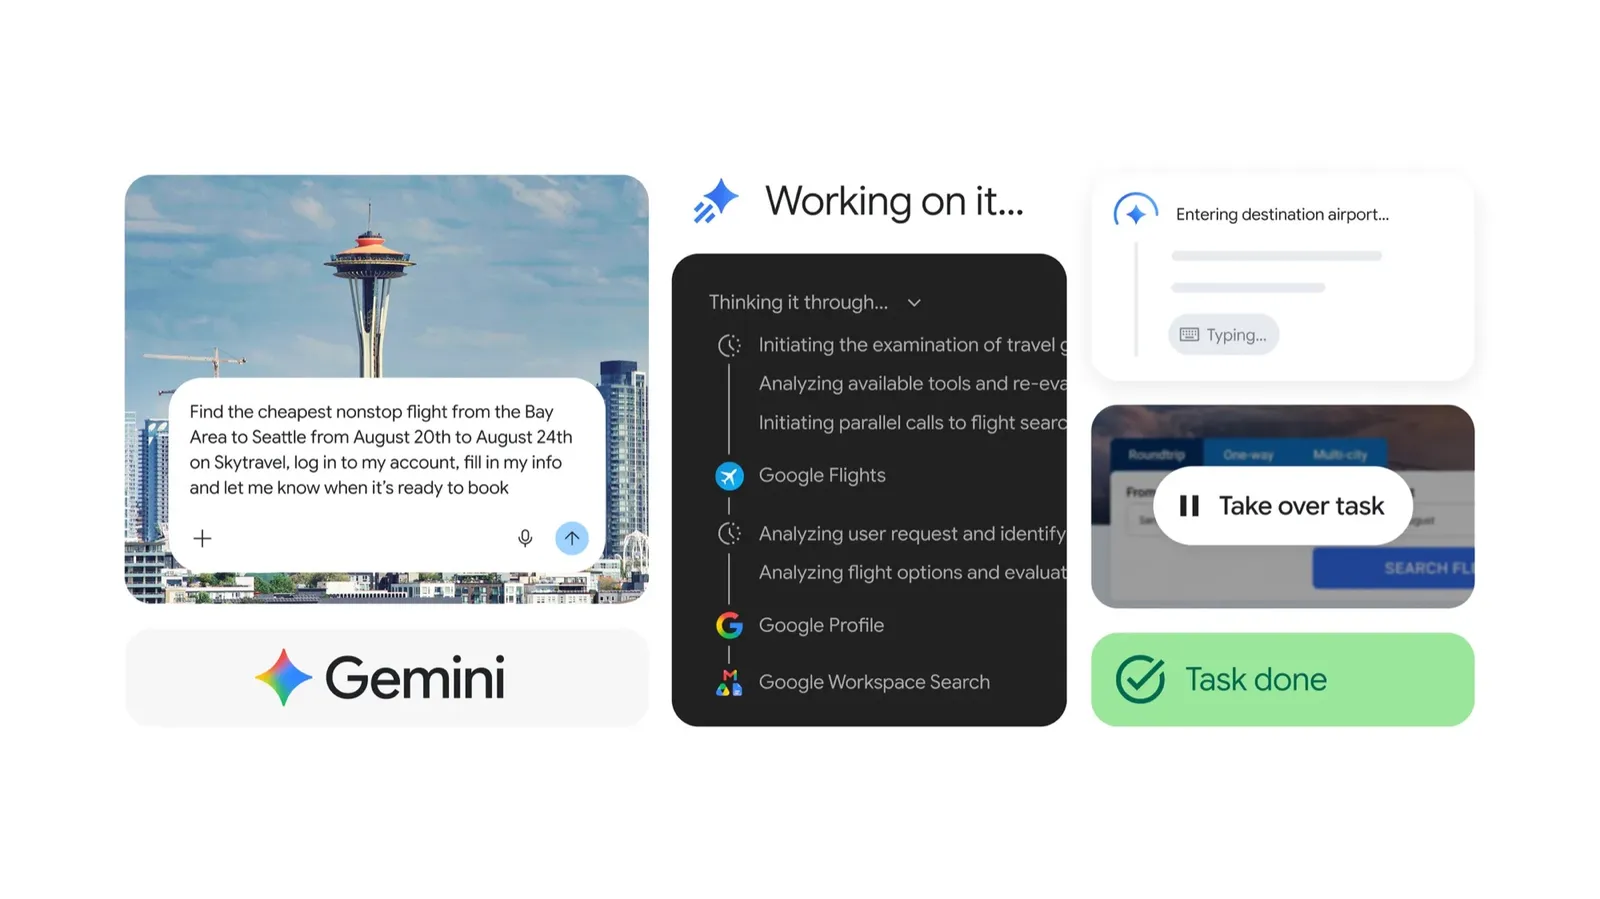 Find the cheapest nonstop flight from the Bay
Area to Seattle from August 20th to August 24th
on Skytravel, log in to my account, fill in my info
and let me know when it’s ready to book
Gemini
Working on it...
Thinking it through...
Initiating the examination of travel g
Analyzing available tools and re-eva
Initiating parallel calls to flight searc
Google Flights
Analyzing user request and identify
Analyzing flight options and evaluat
Google Profile
Google Workspace Search
Entering destination airport...
Typing...
Roundtrip
One-way
Multi-city
From
Take over task
SEARCH FL
Task done